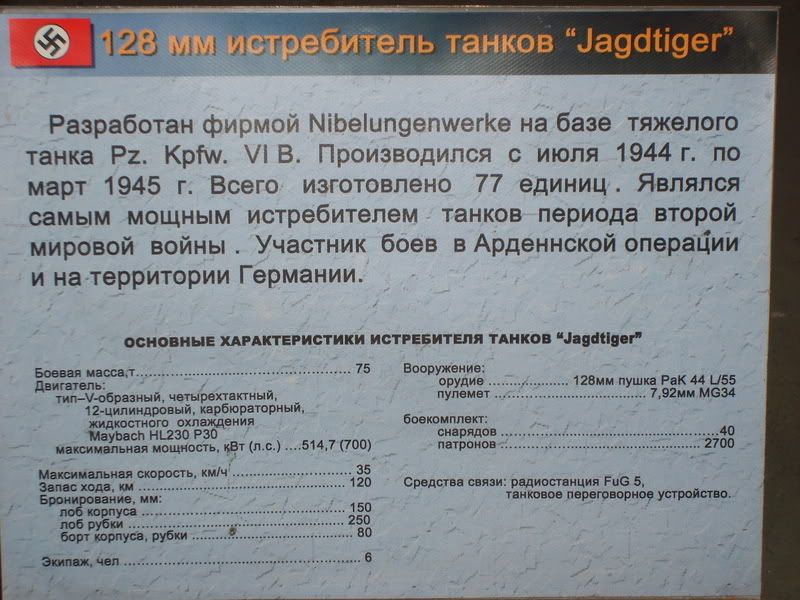 128 мм истребитель танков “Jagdtiger”
Разработан фирмой Nibelungenwerke на базе тяжелого
танка Pz. Kpfw. VI B. Производился с июля 1944 г. по
март 1945 г. Всего изготовлено 77 единиц . Являлся
самым мощным истребителем танков периода второй
мировой войны . Участник боев в Арденнской операции
и на территории Германии.
ОСНОВНЫЕ ХАРАКТЕРИСТИКИ ИСТРЕБИТЕЛЯ ТАНКОВ “Jagdtiger”
Боевая масса,т........................................ 75
Двигатель:
тип–V-образный, четырехтактный,
12-цилиндровый, карбюраторный,
жидкостного охлаждения
Maybach HL230 P30
максимальная мощность, кВт (л.с.) ....514,7 (700)
Максимальная скорость, км/ч ........................ 35
Запас хода, км ........................................ 120
Бронирование, мм:
лоб корпуса ........................................ 150
лоб рубки ........................................ 250
борт корпуса, рубки ................................ 80
Экипаж, чел ........................................ 6
Вооружение:
орудие .................... 128мм пушка PaK 44 L/55
пулемет ........................................ 7,92мм MG34
боекомплект:
снарядов ........................................ 40
патронов ........................................ 2700
Средства связи: радиостанция FuG 5,
танковое переговорное устройство.